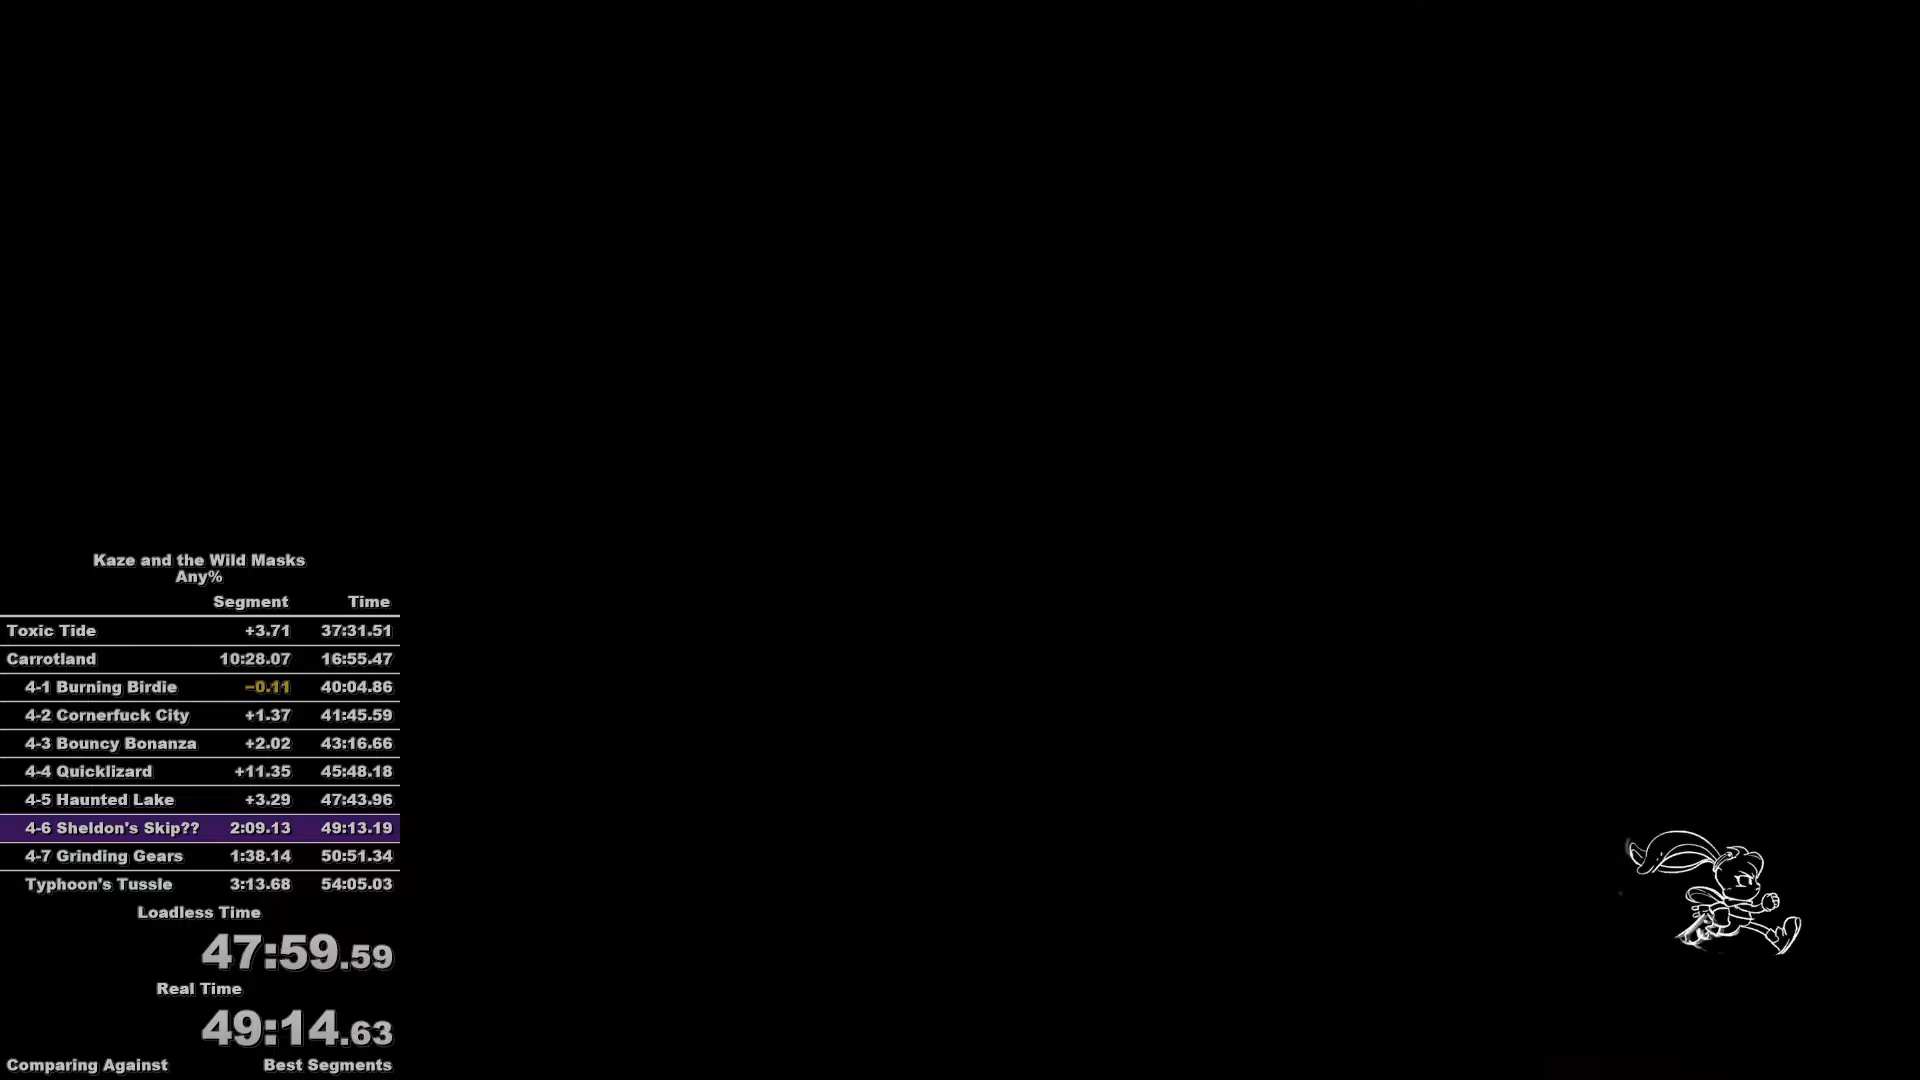 Kaze and the Wild Masks
Any%
Segment Time
Toxic Tide +3.71 37:31.51
Carrotland 10:28.07 16:55.47
4-1 Burning Birdie −0.11 40:04.86
4-2 Cornerfuck City +1.37 41:45.59
4-3 Bouncy Bonanza +2.02 43:16.66
4-4 Quicklizard +11.35 45:48.18
4-5 Haunted Lake +3.29 47:43.96
4-6 Sheldon's Skip?? 2:09.13 49:13.19
4-7 Grinding Gears 1:38.14 50:51.34
Typhoon's Tussle 3:13.68 54:05.03
Loadless Time
47:59.59
Real Time
49:14.63
Comparing Against Best Segments